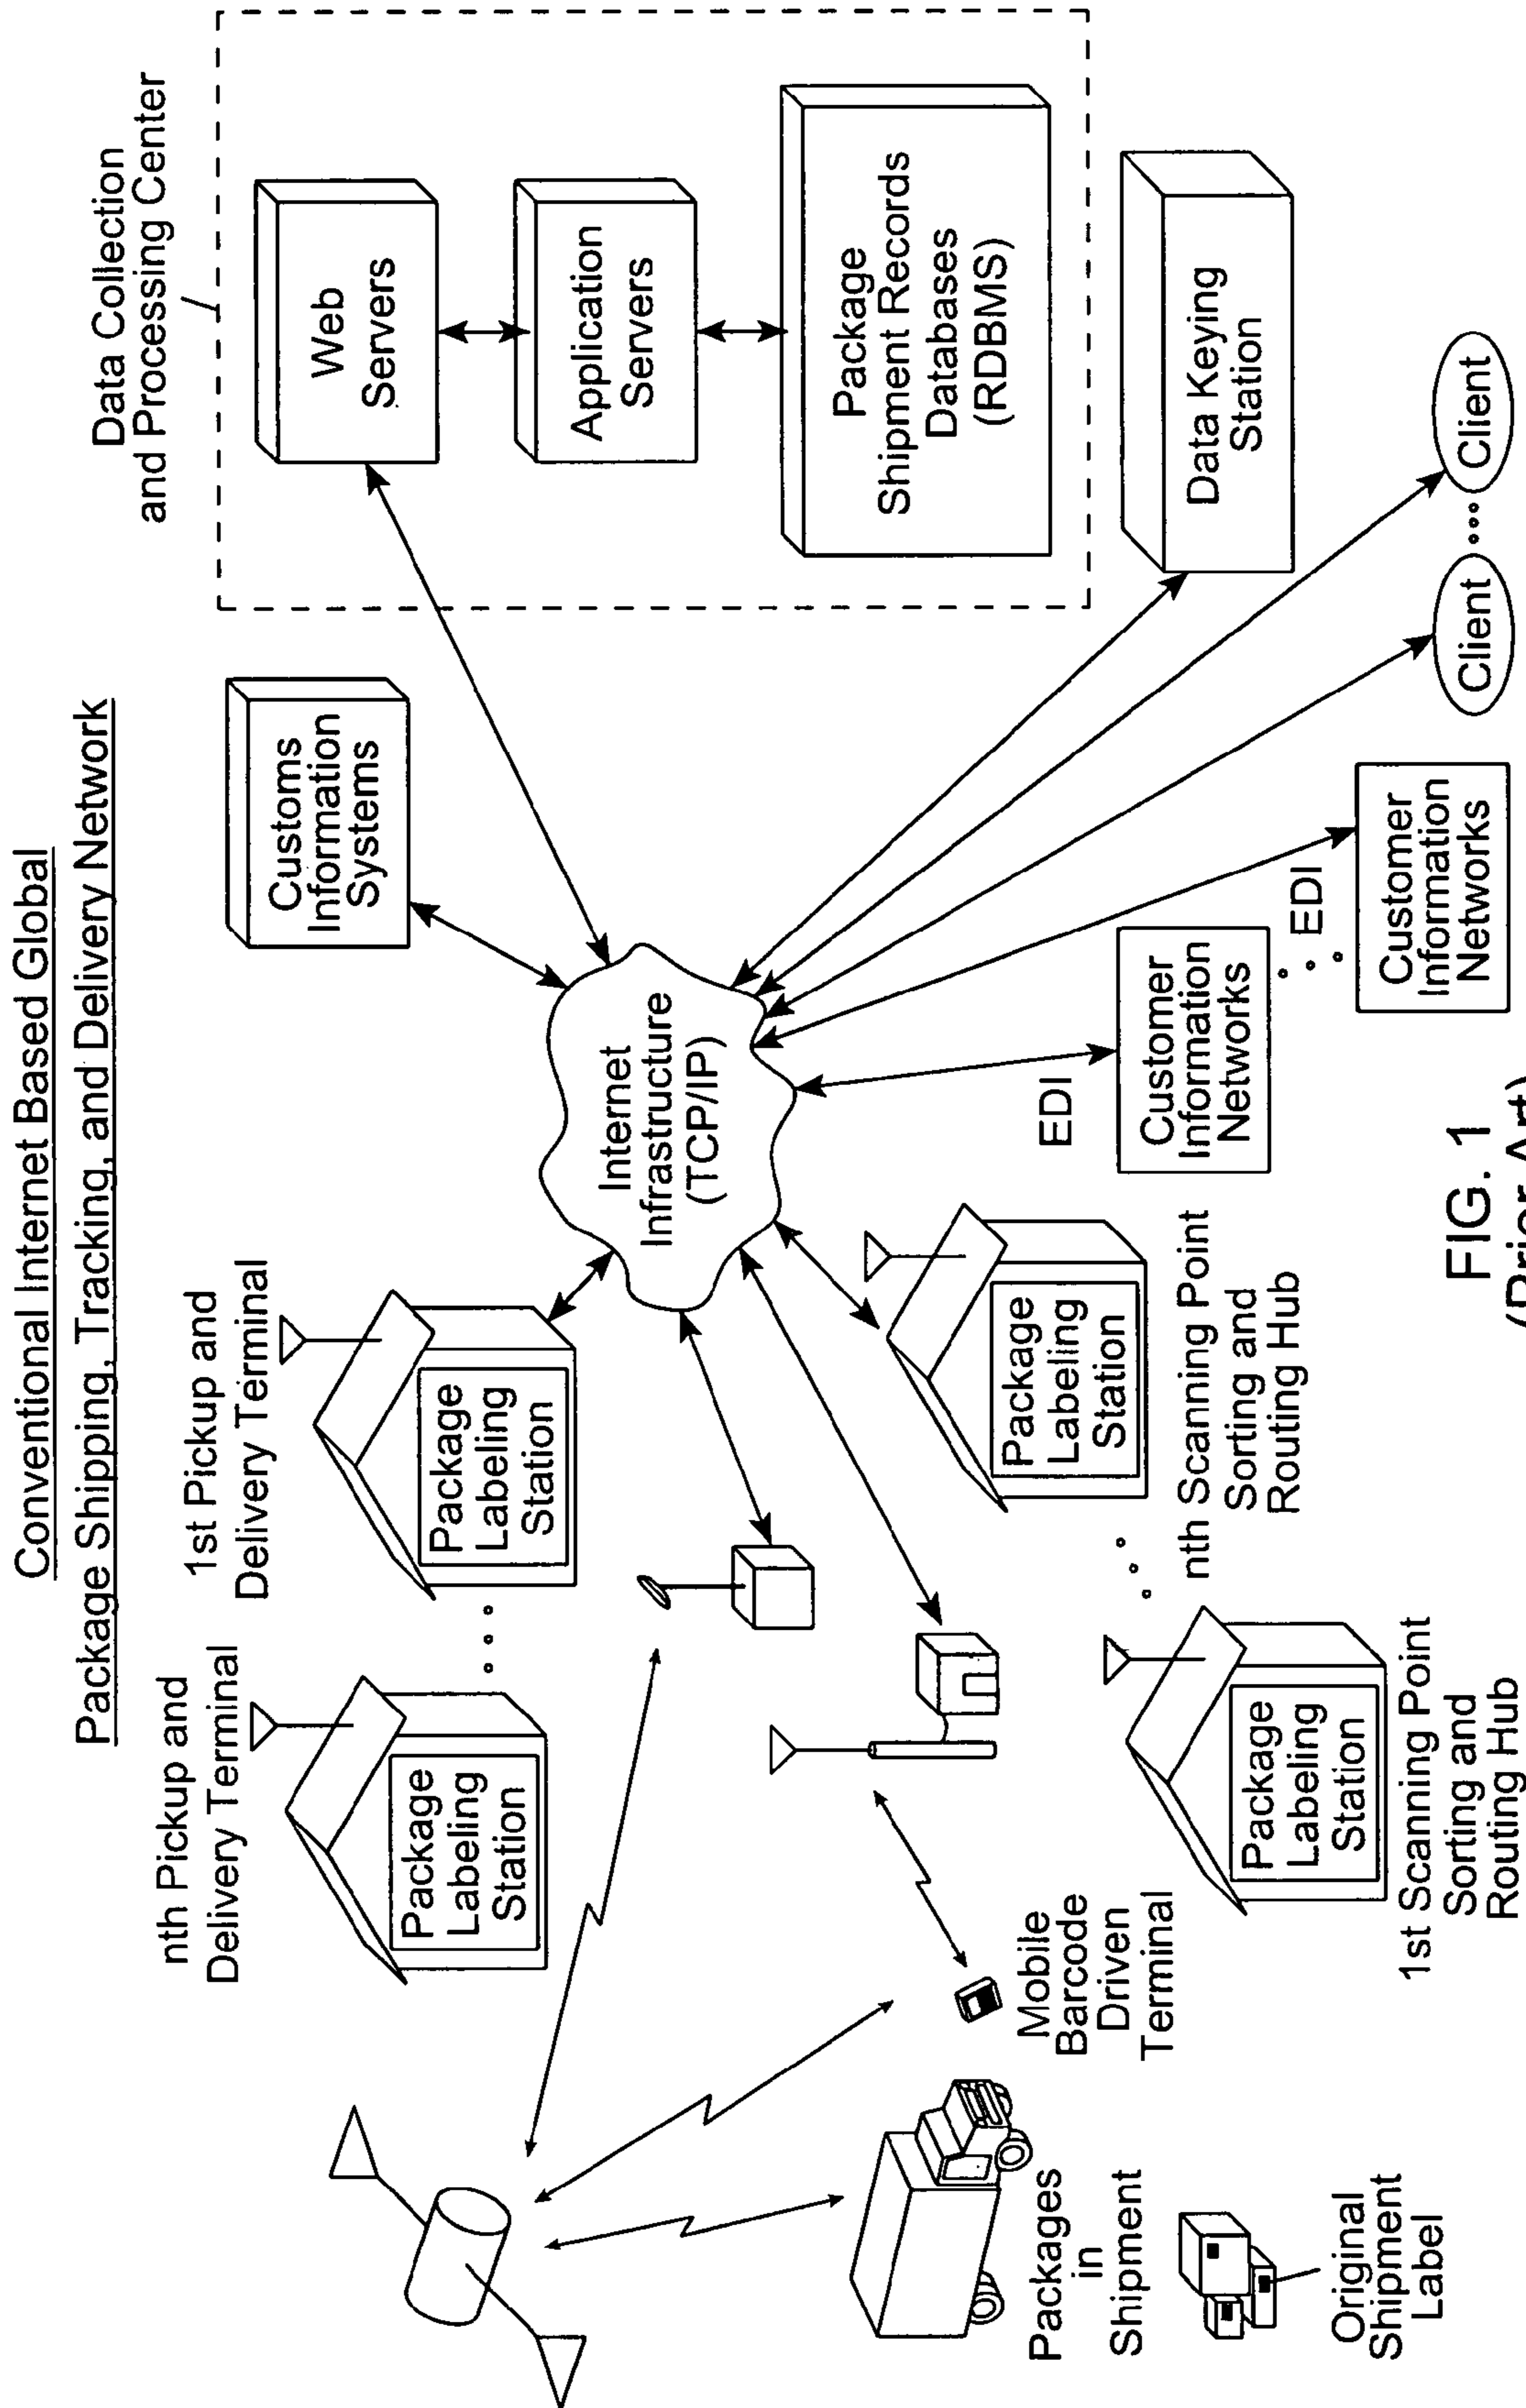 Conventional Internet Based Global
Package Shipping, Tracking, and Delivery Network
nth Pickup and
Delivery Terminal
Package
Labeling
Station
1st Pickup and
Delivery Terminal
Package
Labeling
Station
Customs
Information
Systems
Data Collection
and Processing Center
Web
Servers
Application
Servers
Package
Shipment Records
Databases
(RDBMS)
Internet
Infrastructure
(TCP/IP)
Data Keying
Station
Client
Client
EDI
Customer
Information
Networks
EDI
Customer
Information
Networks
Package
Labeling
Station
nth Scanning Point
Sorting and
Routing Hub
Package
Labeling
Station
1st Scanning Point
Sorting and
Routing Hub
Mobile
Barcode
Driven
Terminal
Packages
in
Shipment
Original
Shipment
Label
FIG. 1
(Prior Art)